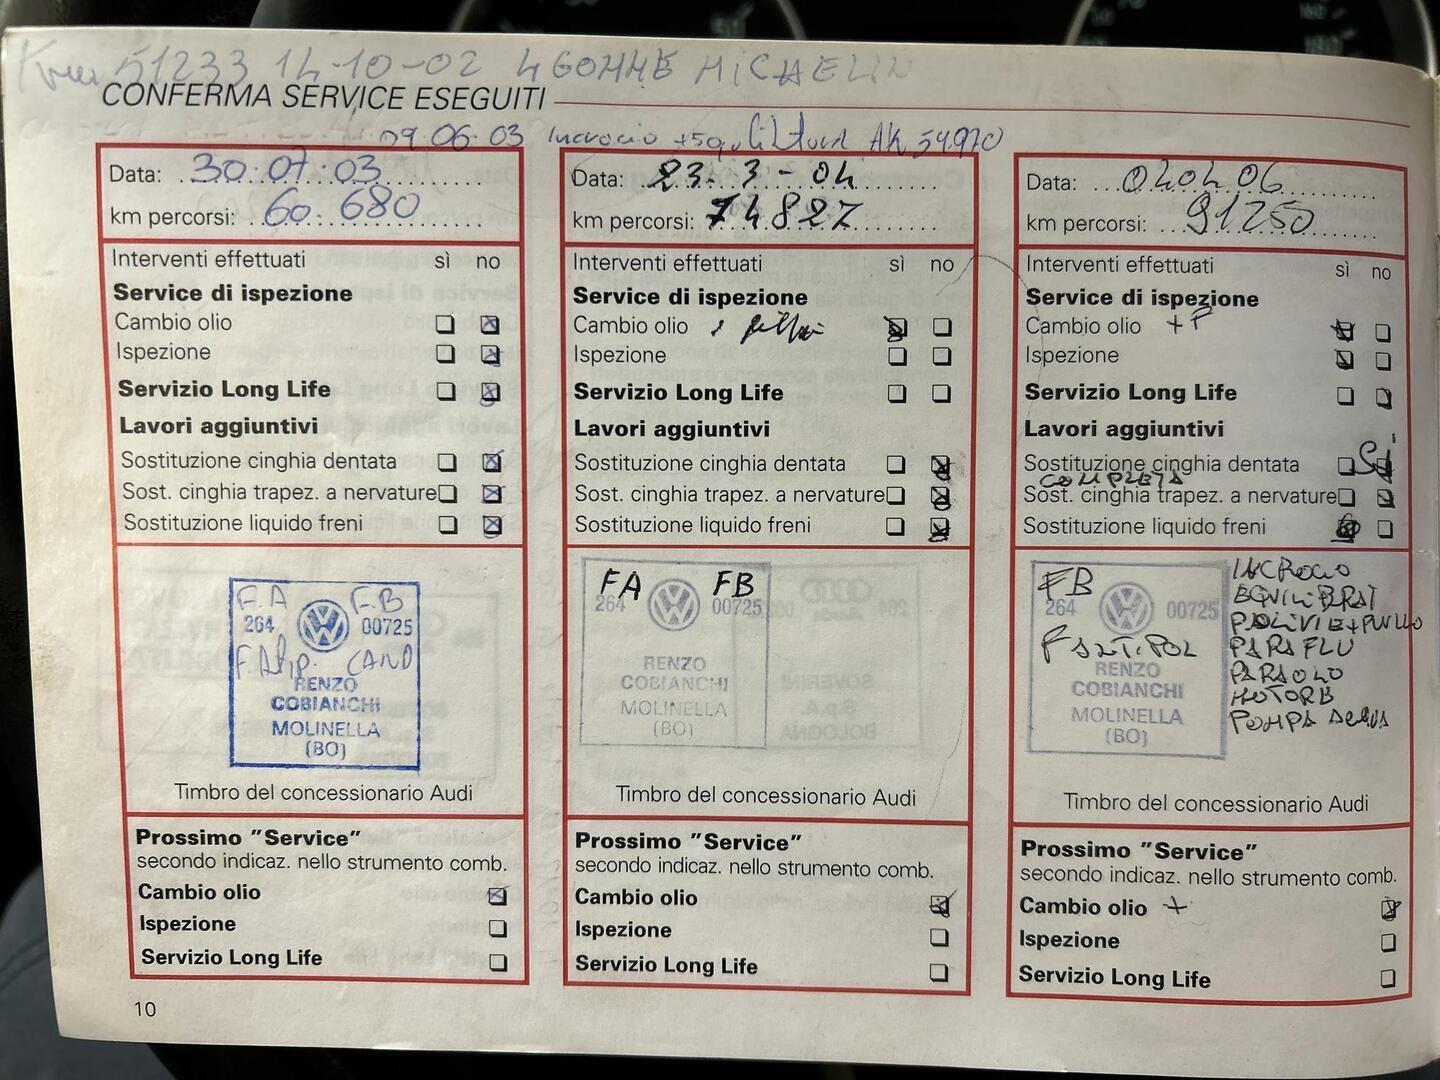 51233 14-10-02 4 GOMME MICHAELIN
CONFERMA SERVICE ESEGUITI
09.06.03
Data: 30.07.03
km percorsi: 60.680
Interventi effettuati sì no
Service di ispezione
Cambio olio
Ispezione
Servizio Long Life
Lavori aggiuntivi
Sostituzione cinghia dentata
Sost. cinghia trapez. a nervature
Sostituzione liquido freni
F.A F.B
264 00725
RENZO
COBIANCHI
MOLINELLA
(BO)
Timbro del concessionario Audi
Prossimo "Service"
secondo indicaz. nello strumento comb.
Cambio olio
Ispezione
Servizio Long Life
10
Data: 23-3-04
km percorsi: 74827
Interventi effettuati sì no
Service di ispezione
Cambio olio
Ispezione
Servizio Long Life
Lavori aggiuntivi
Sostituzione cinghia dentata
Sost. cinghia trapez. a nervature
Sostituzione liquido freni
FA FB
264 00725
RENZO
COBIANCHI
MOLINELLA
(BO)
Timbro del concessionario Audi
Prossimo "Service"
secondo indicaz. nello strumento comb.
Cambio olio
Ispezione
Servizio Long Life
Data: 020406
km percorsi: 91250
Interventi effettuati sì no
Service di ispezione
Cambio olio +F
Ispezione
Servizio Long Life
Lavori aggiuntivi
Sì
Sostituzione cinghia dentata
COMPLETA
Sost. cinghia trapez. a nervature
Sostituzione liquido freni
FB
264 00725
F ANTIPOL
RENZO
COBIANCHI
MOLINELLA
(BO)
INCROCIO
EQUILIBRAT
PARAFLU
PARAOLIO
MOTORE
POMPA ACQUA
Timbro del concessionario Audi
Prossimo "Service"
secondo indicaz. nello strumento comb.
Cambio olio +
Ispezione
Servizio Long Life